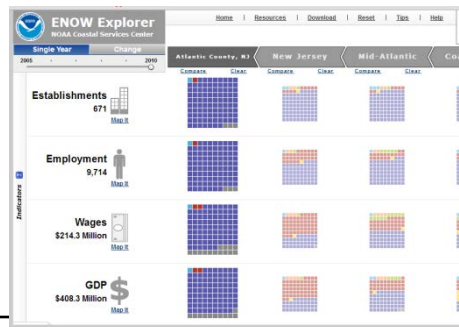 ENOW Explorer
NOAA Coastal Services Center
Home | Resources | Download | Reset | Tips | Help
Single Year Change
2005 2010
Atlantic County, NJ New Jersey Mid-Atlantic Co
Compare Clear Compare Clear Compare Clear
Establishments
671
Map It
Employment
9,714
Map It
Wages
$214.3 Million
Map It
GDP
$408.3 Million
Map It
Indicators